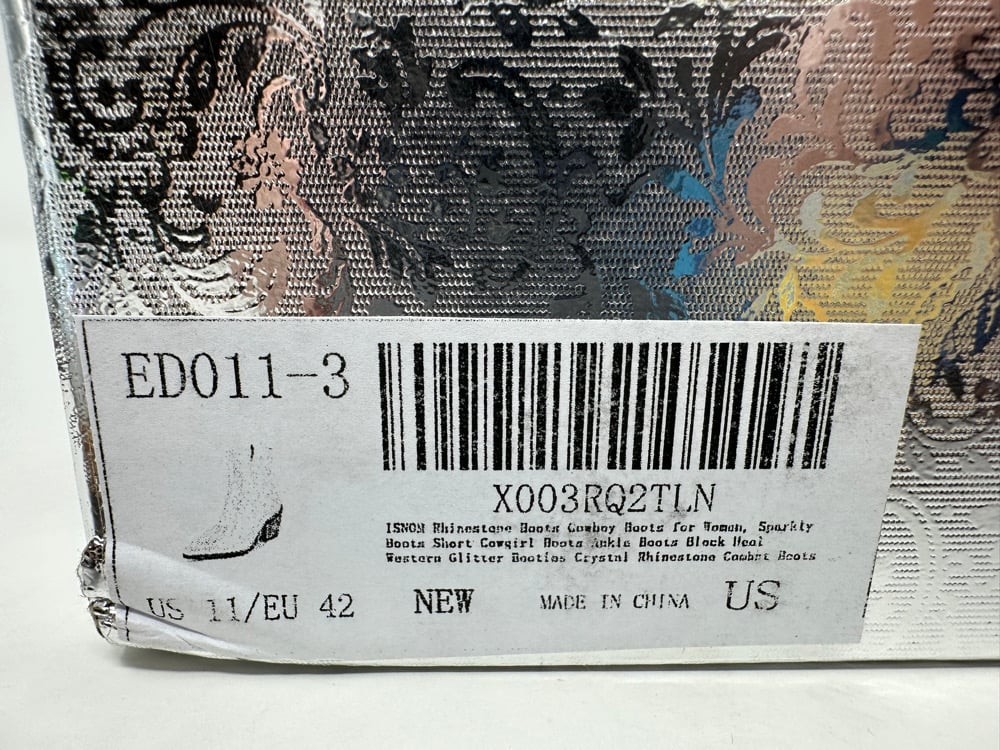 ED011-3
X003RQ2TLN
ISNOM Rhinestone Boots Cowboy Boots for Women, Sparkly
Boots Short Cowgirl Boots Ankle Boots Block Heel
Western Glitter Booties Crystal Rhinestone Combat Boots
US 11/EU 42 NEW MADE IN CHINA US